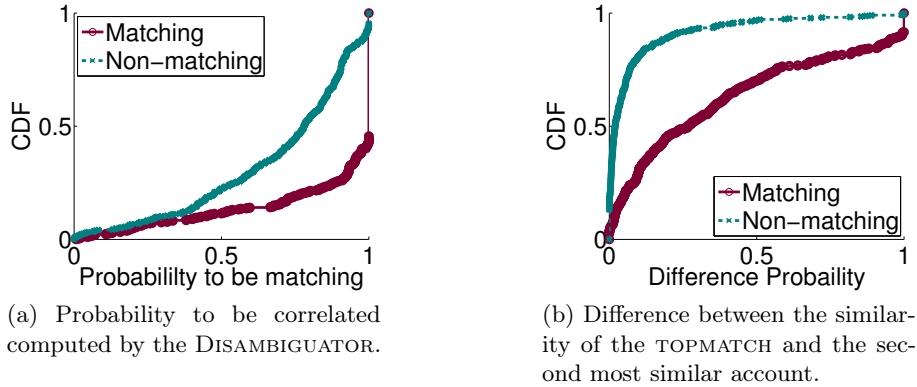 1
Matching
Non-matching
CDF
0.5
0
0
0.5
1
Probabililty to be matching
(a) Probability to be correlated
computed by the DISAMBIGUATOR.
1
CDF
0.5
Matching
Non-matching
0
0
0.5
1
Difference Probaility
(b) Difference between the similar-
ity of the TOPMATCH and the sec-
ond most similar account.